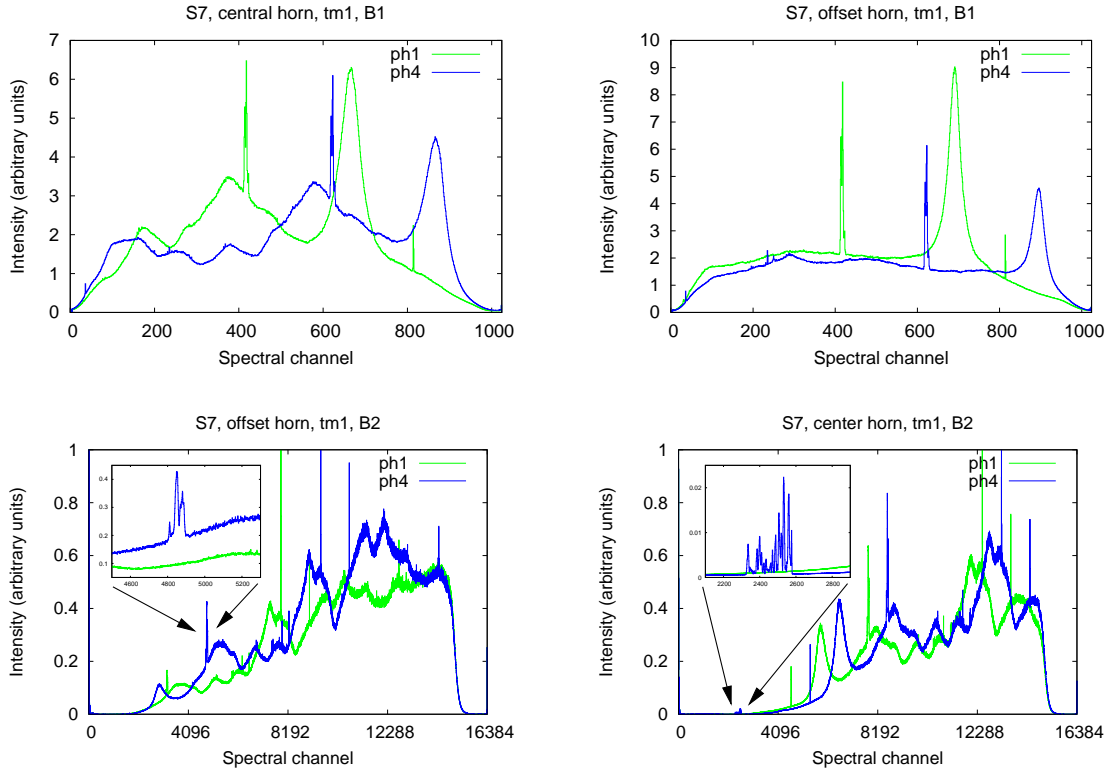 S7, central horn, tm1, B1
7
6
5
4
3
2
1
0
0 200 400 600 800 1000
Intensity (arbitrary units)
Spectral channel
ph1
ph4
S7, offset horn, tm1, B1
10
9
8
7
6
5
4
3
2
1
0
0 200 400 600 800 1000
Intensity (arbitrary units)
Spectral channel
ph1
ph4
S7, offset horn, tm1, B2
1
0.8
0.6
0.4
0.2
0
0 4096 8192 12288 16384
Intensity (arbitrary units)
Spectral channel
ph1
ph4
0.4
0.3
0.2
0.1
4600 4800 5000 5200
S7, center horn, tm1, B2
1
0.8
0.6
0.4
0.2
0
0 4096 8192 12288 16384
Intensity (arbitrary units)
Spectral channel
ph1
ph4
0.02
0.01
0
2200 2400 2600 2800